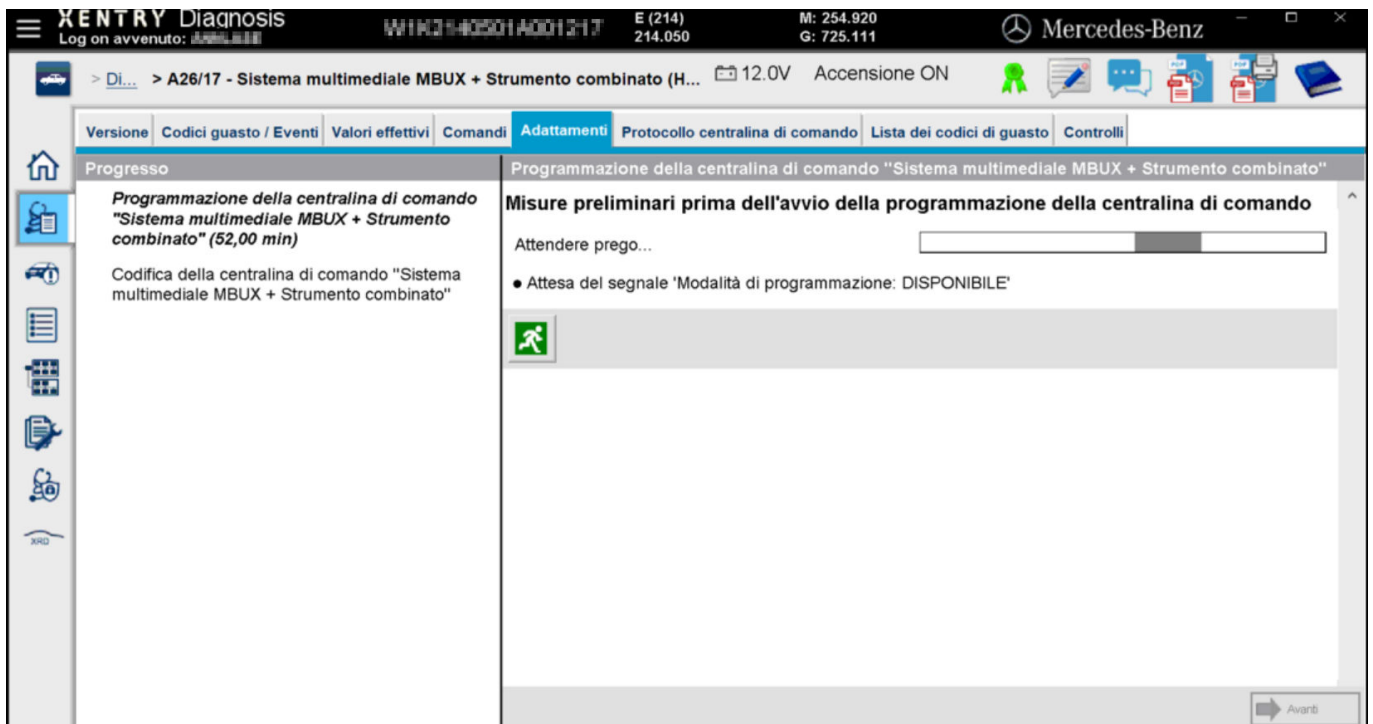 XENTRY Diagnosis
Log on avvenuto:
E (214)
214.050
M: 254.920
G: 725.111
Mercedes-Benz
> Di... > A26/17 - Sistema multimediale MBUX + Strumento combinato (H...
12.0V
Accensione ON
Versione
Codici guasto / Eventi
Valori effettivi
Comandi
Adattamenti
Protocollo centralina di comando
Lista dei codici di guasto
Controlli
Progresso
Programmazione della centralina di comando
"Sistema multimediale MBUX + Strumento
combinato" (52,00 min)
Codifica della centralina di comando "Sistema
multimediale MBUX + Strumento combinato"
Programmazione della centralina di comando "Sistema multimediale MBUX + Strumento combinato"
Misure preliminari prima dell'avvio della programmazione della centralina di comando
Attendere prego...
● Attesa del segnale 'Modalità di programmazione: DISPONIBILE'
XRD
Avanti